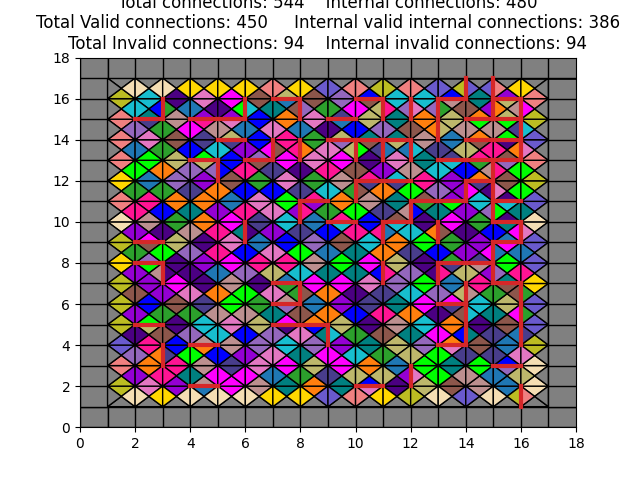 Total connections: 544    Internal connections: 480
Total Valid connections: 450    Internal valid internal connections: 386
Total Invalid connections: 94    Internal invalid connections: 94
18
16
14
12
10
8
6
4
2
0
0 2 4 6 8 10 12 14 16 18